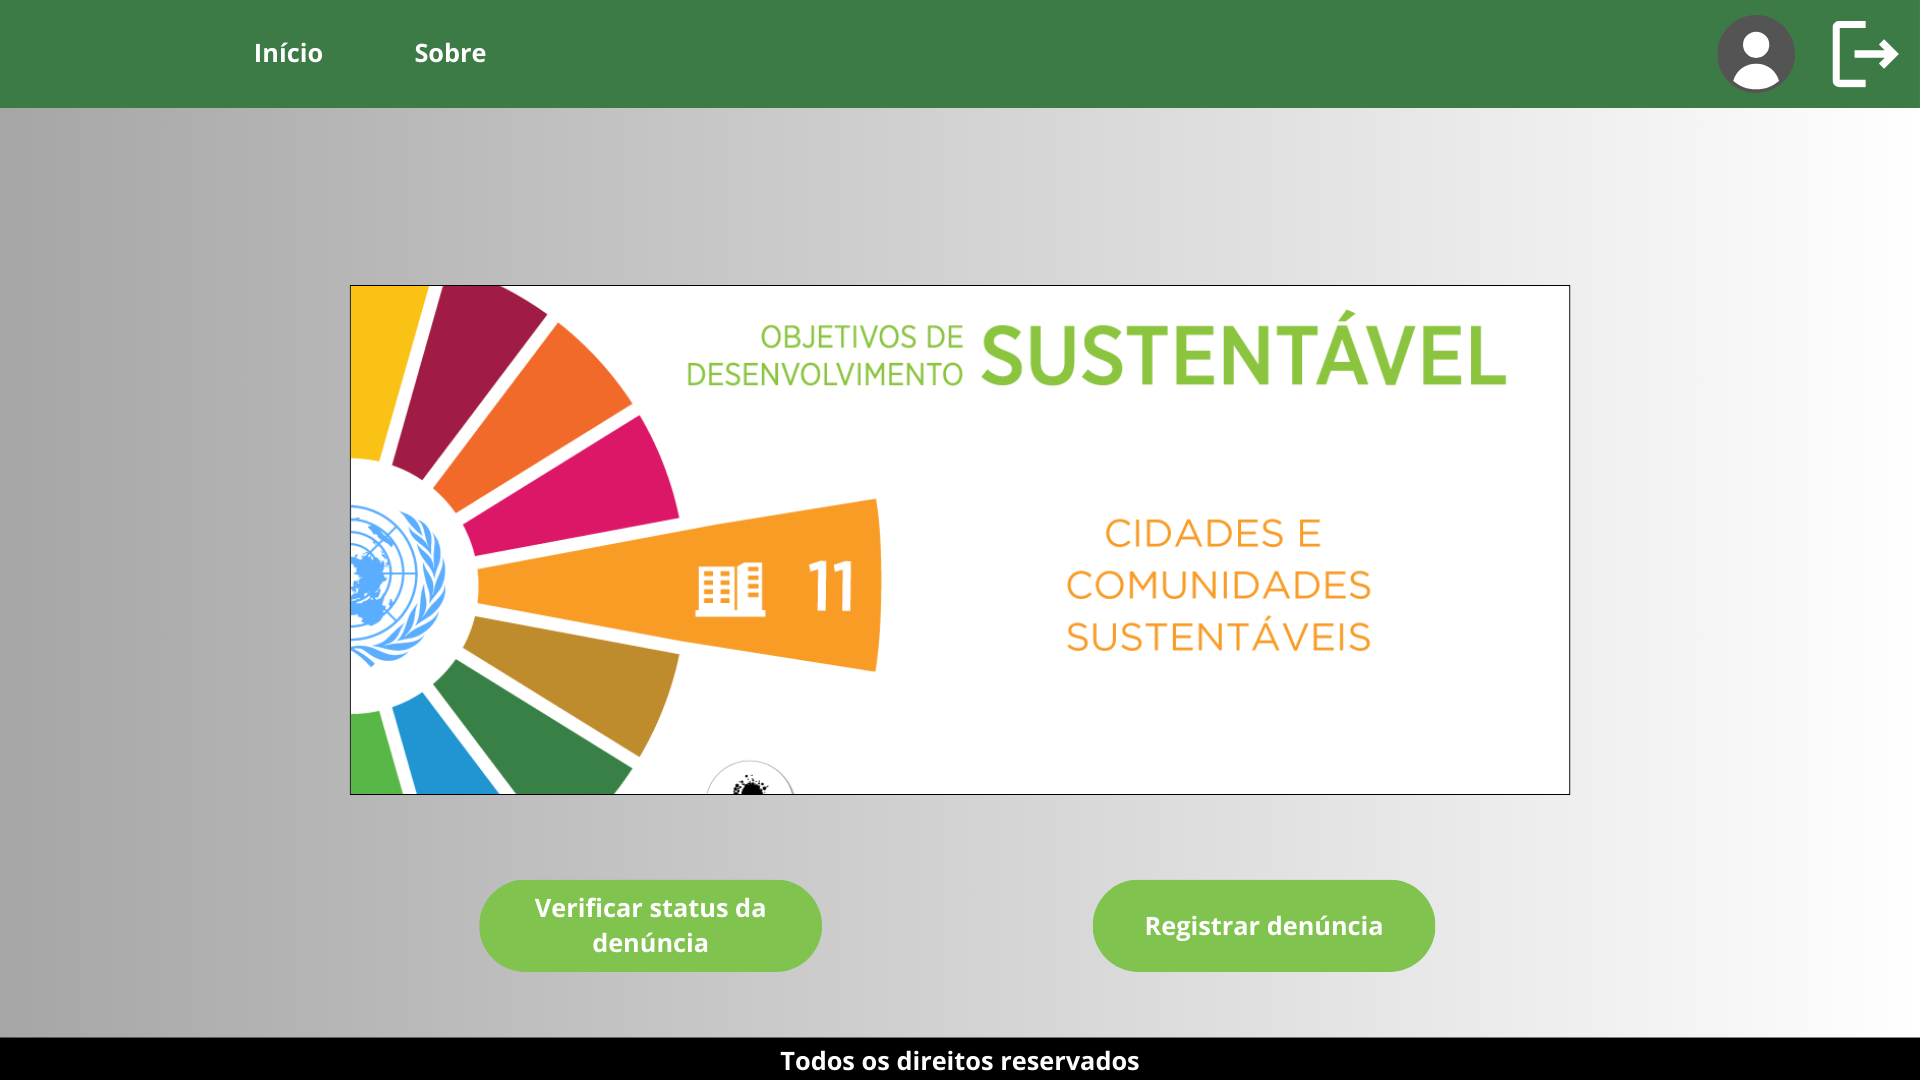 Início
Sobre
OBJETIVOS DE
DESENVOLVIMENTO
SUSTENTÁVEL
11
CIDADES E
COMUNIDADES
SUSTENTÁVEIS
Verificar status da
denúncia
Registrar denúncia
Todos os direitos reservados